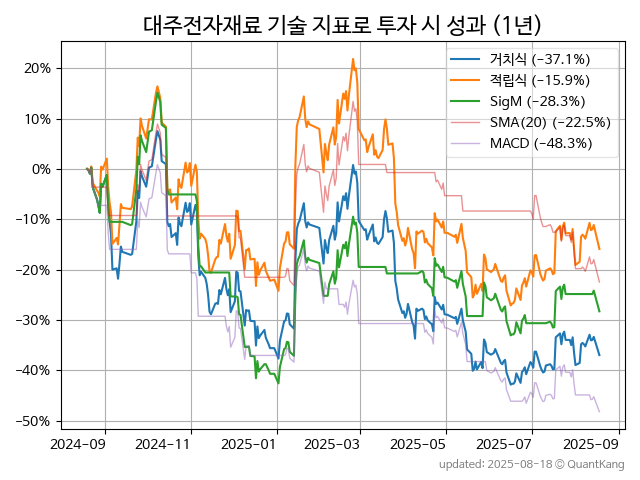 대주전자재료 기술 지표로 투자 시 성과 (1년)
거치식 (−37.1%)
적립식 (−15.9%)
SigM (−28.3%)
SMA(20) (−22.5%)
MACD (−48.3%)
20%
10%
0%
−10%
−20%
−30%
−40%
−50%
2024-09 2024-11 2025-01 2025-03 2025-05 2025-07 2025-09
updated: 2025-08-18 © QuantKang